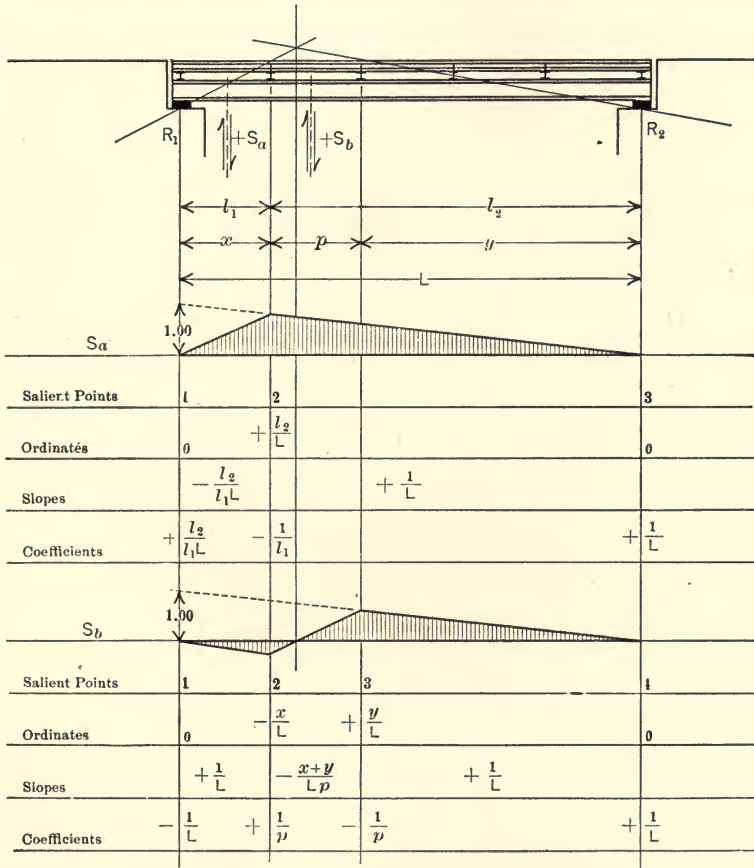 R₁ +Sₐ +S_b R₂
l₁ l₂
x p y
L
1.00
Sₐ
Salient Points 1 2 3
Ordinates 0 + l₂/L 0
Slopes − l₂/l₁L + 1/L
Coefficients + l₂/l₁L − 1/l₁ + 1/L
1.00
S_b
Salient Points 1 2 3 4
Ordinates 0 − x/L + y/L 0
Slopes + 1/L − x+y/Lp + 1/L
Coefficients − 1/L + 1/p − 1/p + 1/L